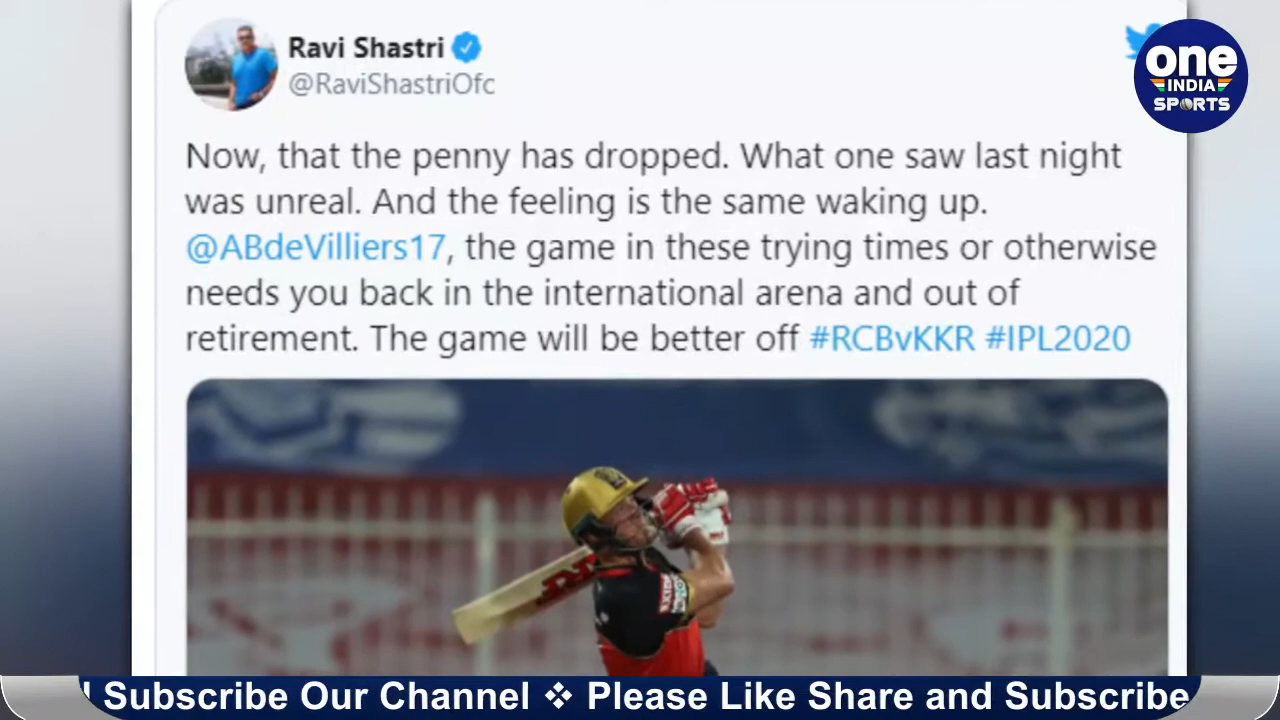 Ravi Shastri
@RaviShastriOfc
one
INDIA
SPORTS
Now, that the penny has dropped. What one saw last night
was unreal. And the feeling is the same waking up.
@ABdeVilliers17, the game in these trying times or otherwise
needs you back in the international arena and out of
retirement. The game will be better off #RCBvKKR #IPL2020
Subscribe Our Channel ❖ Please Like Share and Subscribe